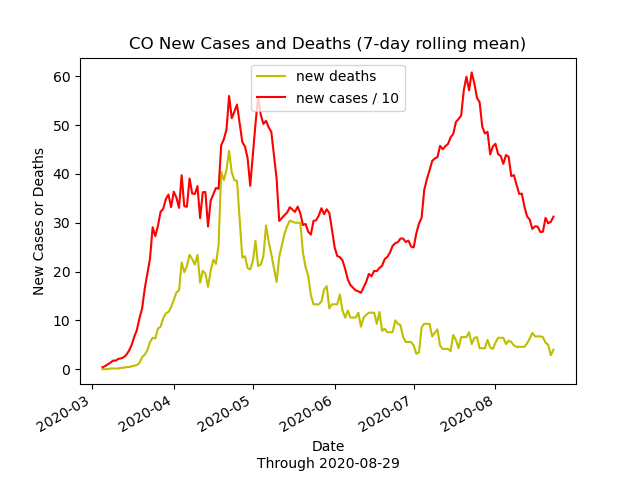 CO New Cases and Deaths (7-day rolling mean)
new deaths
new cases / 10
60
50
40
30
20
10
0
New Cases or Deaths
2020-03
2020-04
2020-05
2020-06
2020-07
2020-08
Date
Through 2020-08-29